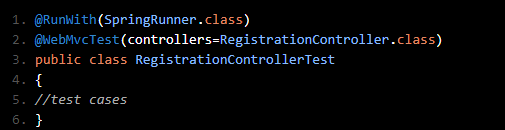 1. @RunWith(SpringRunner.class)
2. @WebMvcTest(controllers=RegistrationController.class)
3. public class RegistrationControllerTest
4. {
5. //test cases
6. }